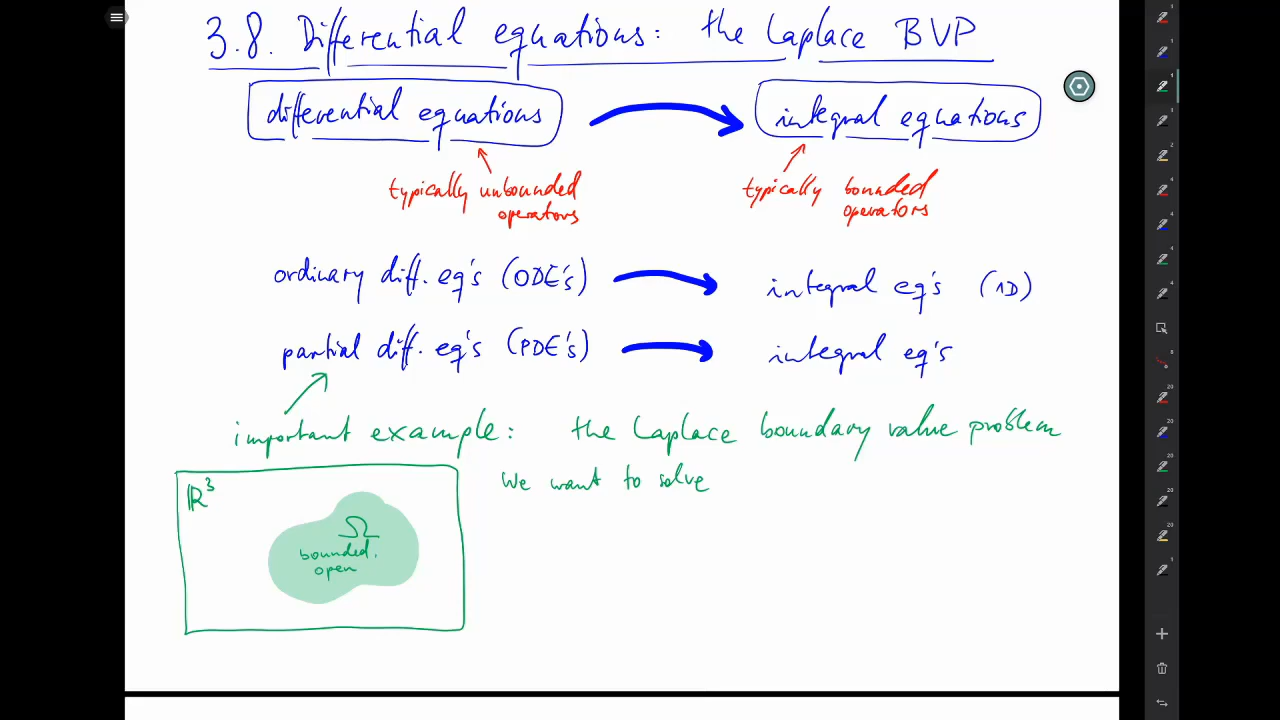 3.8. Differential equations: the Laplace BVP
differential equations
integral equations
typically unbounded
operators
typically bounded
operators
ordinary diff. eq's (ODE's)
integral eq's (1D)
partial diff. eq's (PDE's)
integral eq's
important example: the Laplace boundary value problem
We want to solve
ℝ³
Ω
bounded,
open